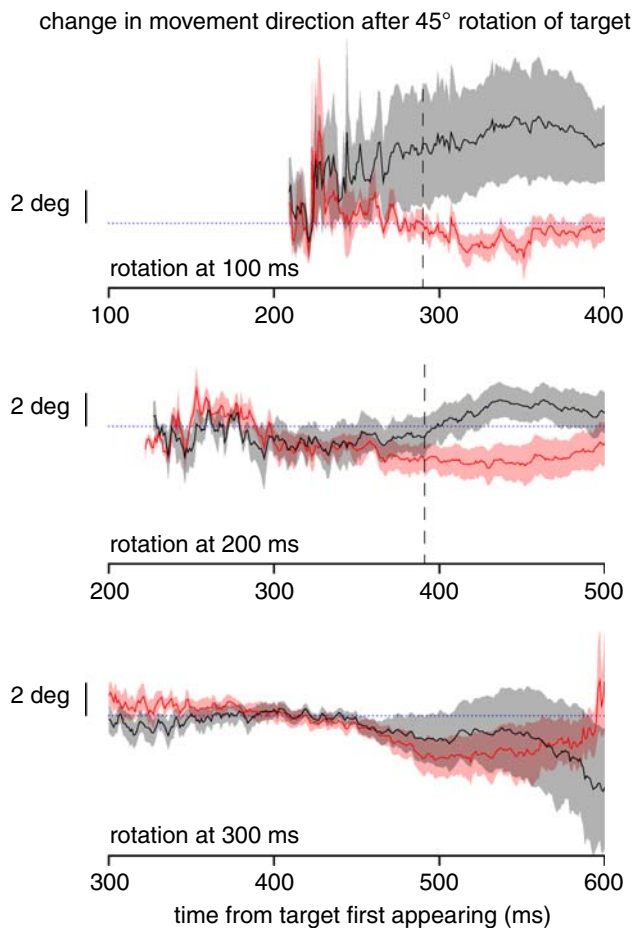 change in movement direction after 45° rotation of target
2 deg
rotation at 100 ms
100 200 300 400
2 deg
rotation at 200 ms
200 300 400 500
2 deg
rotation at 300 ms
300 400 500 600
time from target first appearing (ms)